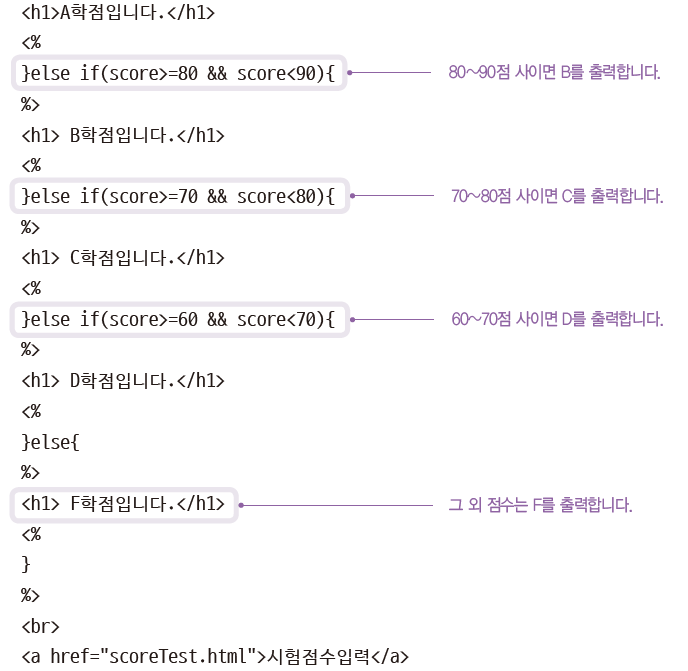 <h1>A학점입니다.</h1>
<%
}else if(score>=80 && score<90){
80~90점 사이면 B를 출력합니다.
%>
<h1> B학점입니다.</h1>
<%
}else if(score>=70 && score<80){
70~80점 사이면 C를 출력합니다.
%>
<h1> C학점입니다.</h1>
<%
}else if(score>=60 && score<70){
60~70점 사이면 D를 출력합니다.
%>
<h1> D학점입니다.</h1>
<%
}else{
%>
<h1> F학점입니다.</h1>
그 외 점수는 F를 출력합니다.
<%
}
%>
<br>
<a href="scoreTest.html">시험점수입력</a>